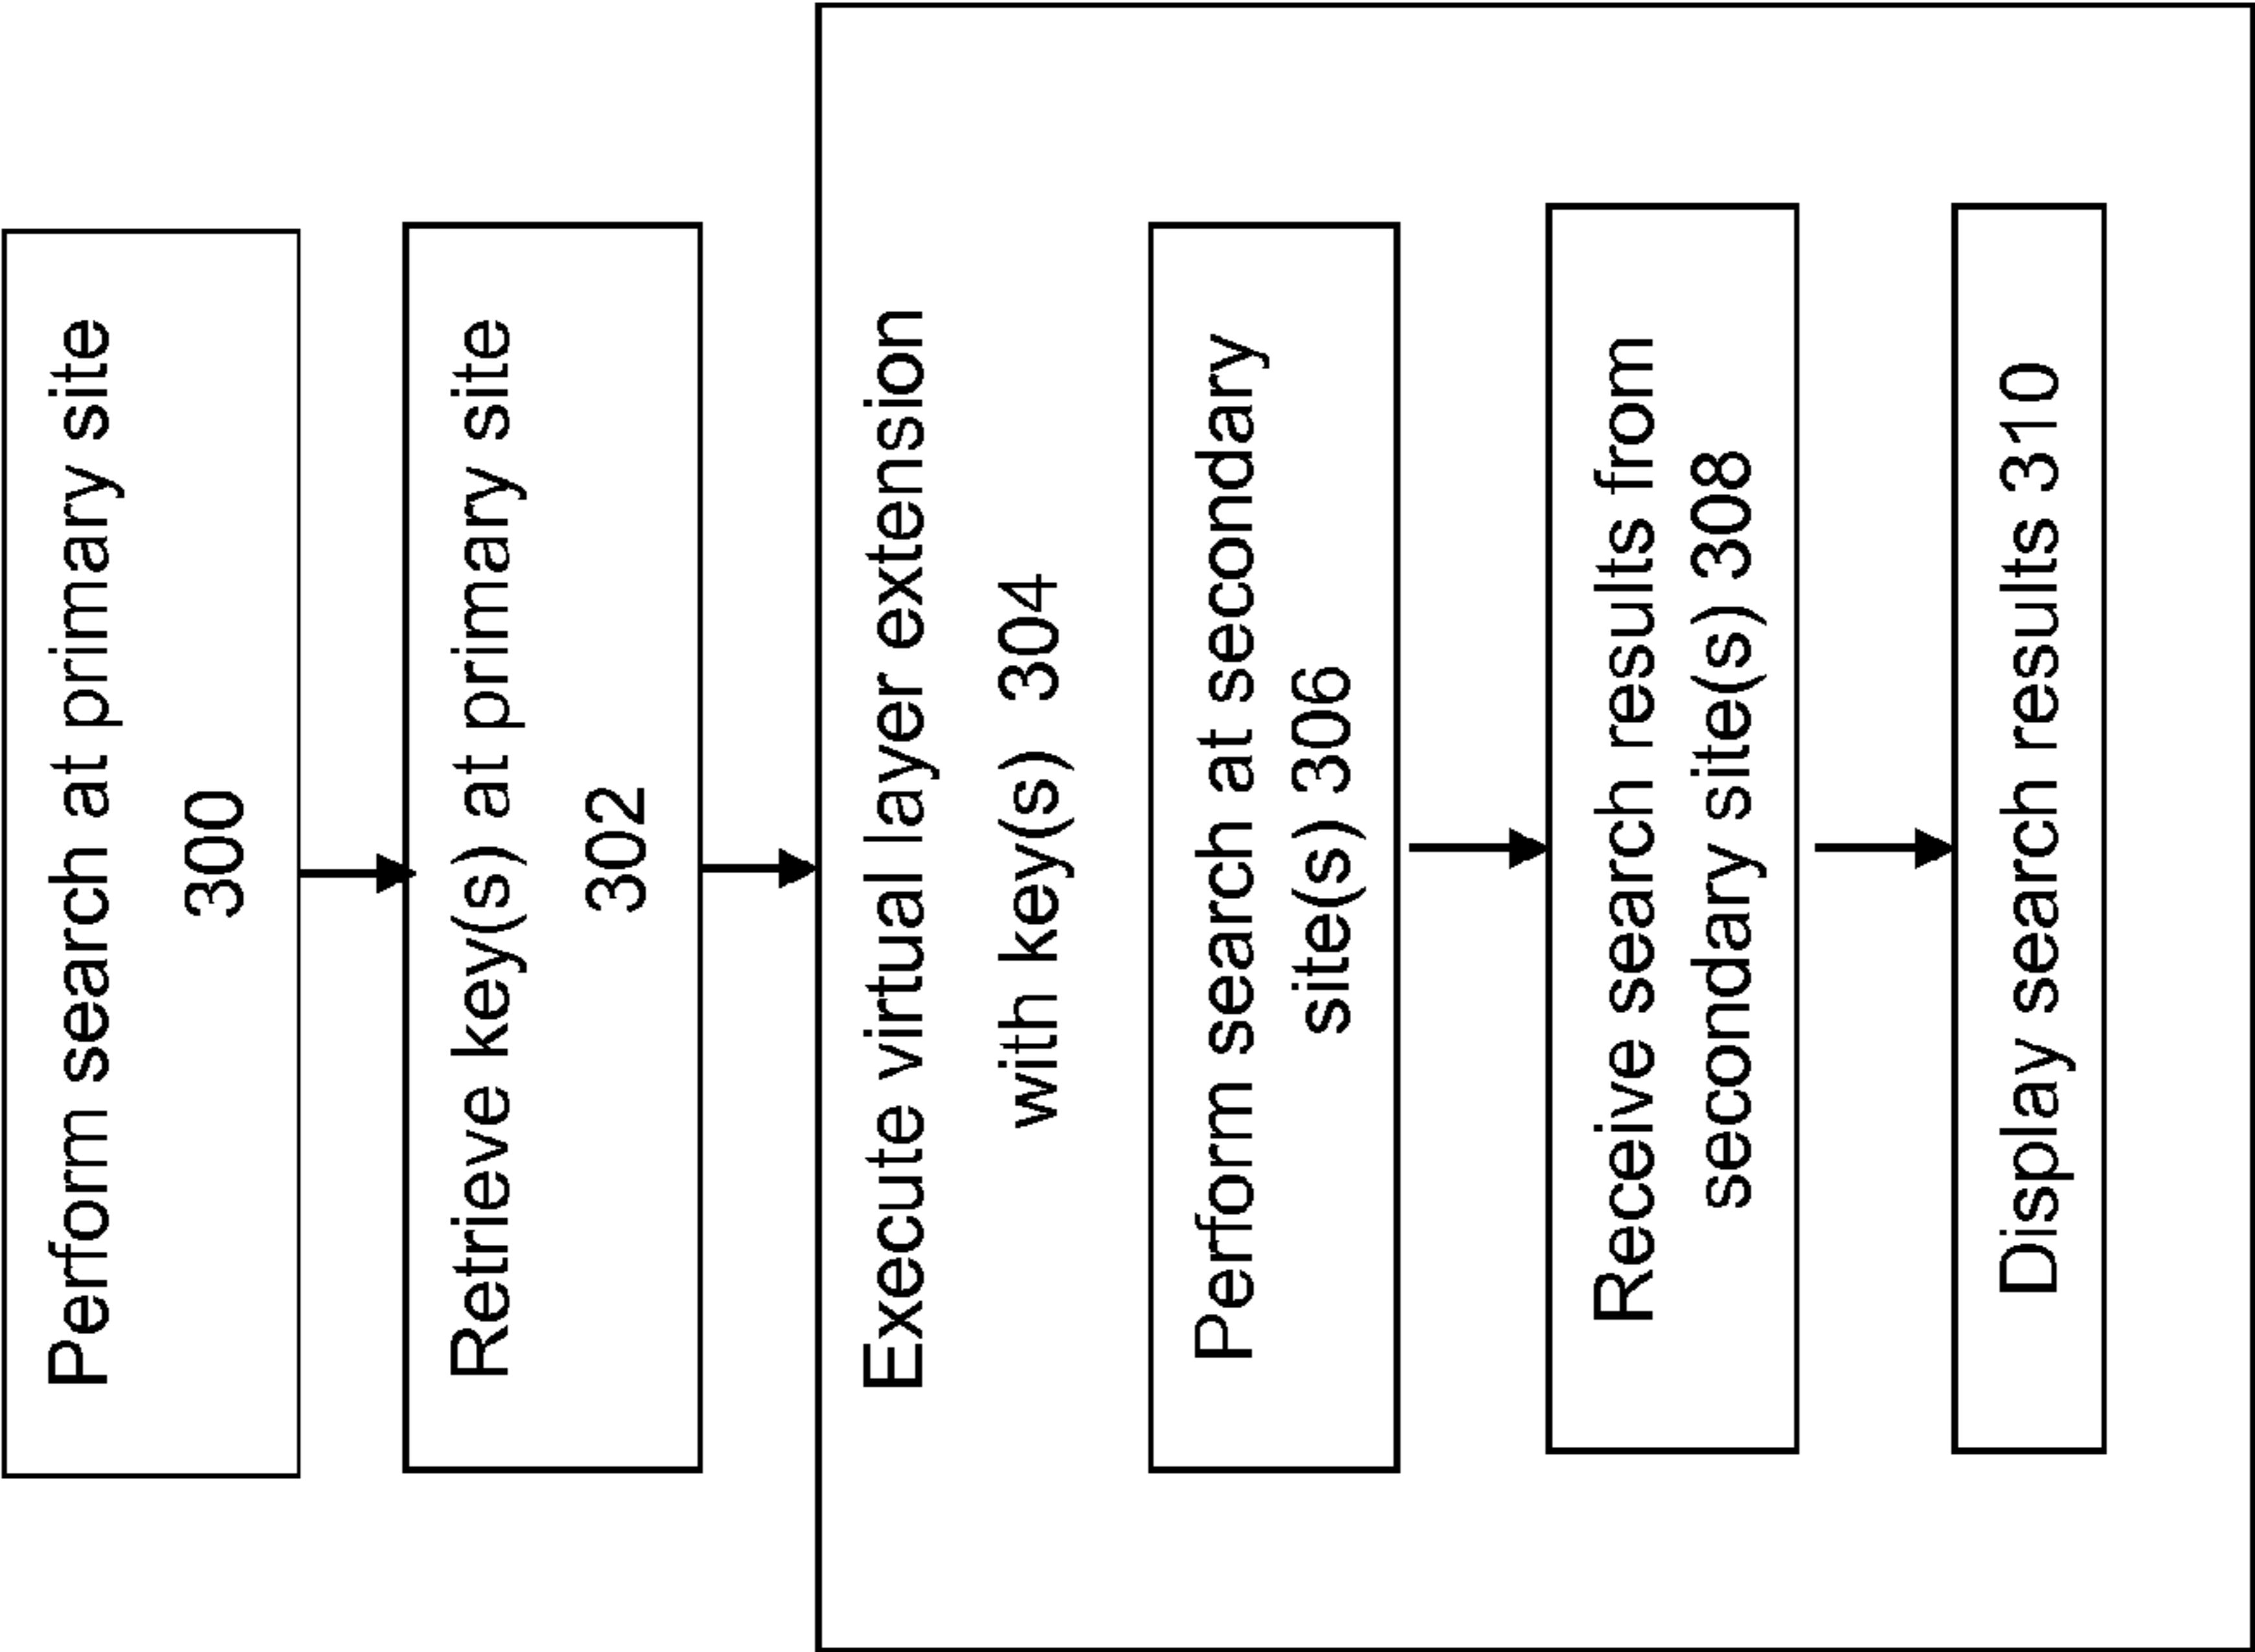 Perform search at primary site
300
Retrieve key(s) at primary site
302
Execute virtual layer extension
with key(s) 304
Perform search at secondary
site(s) 306
Receive search results from
secondary site(s) 308
Display search results 310